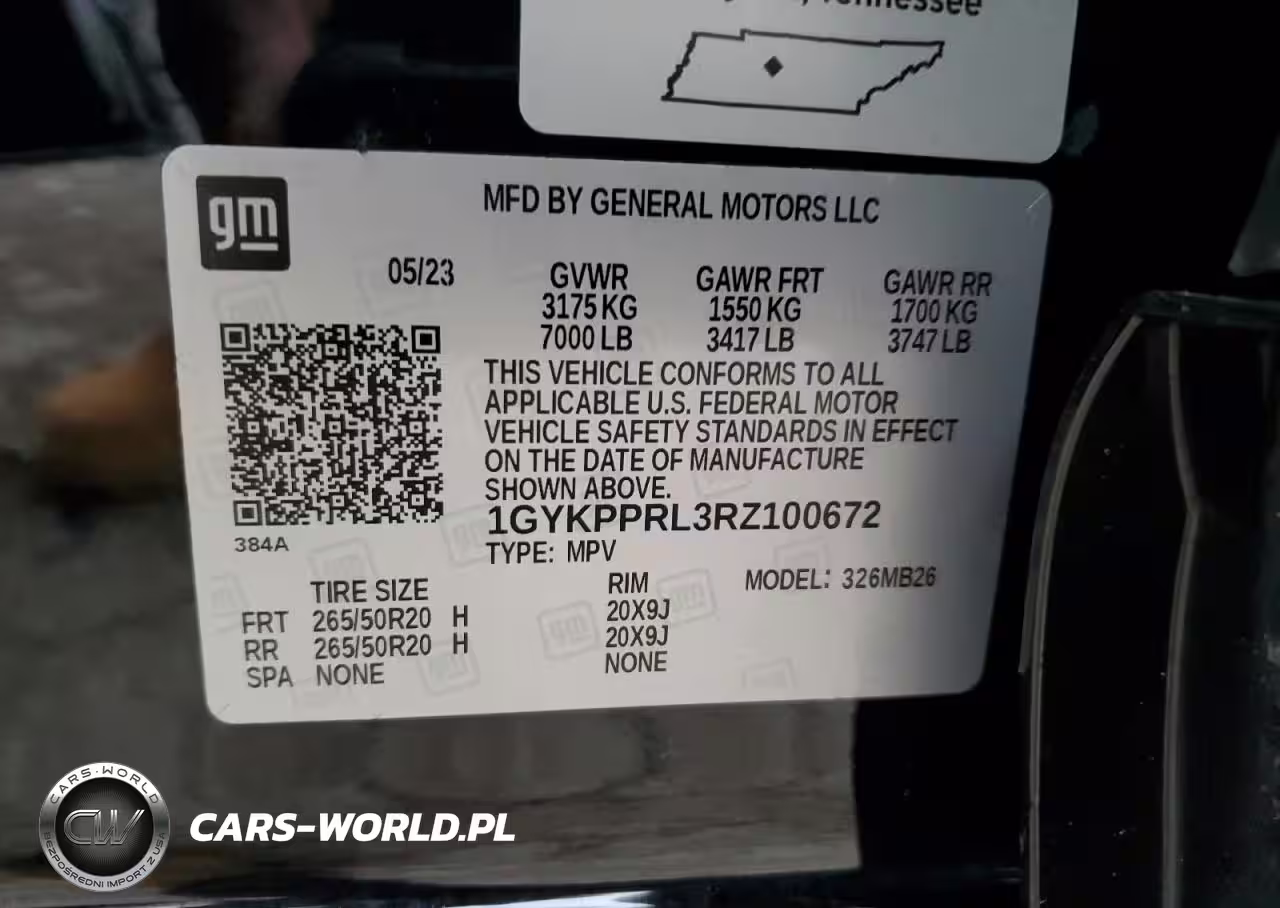 Tennessee
gm
MFD BY GENERAL MOTORS LLC
05/23
GVWR GAWR FRT GAWR RR
3175 KG 1550 KG 1700 KG
7000 LB 3417 LB 3747 LB
THIS VEHICLE CONFORMS TO ALL
APPLICABLE U.S. FEDERAL MOTOR
VEHICLE SAFETY STANDARDS IN EFFECT
ON THE DATE OF MANUFACTURE
SHOWN ABOVE.
1GYKPPRL3RZ100672
384A
TYPE: MPV
TIRE SIZE RIM MODEL: 326MB26
FRT 265/50R20 H 20X9J
RR 265/50R20 H 20X9J
SPA NONE NONE
CARS-WORLD
CW
BEZPOŚREDNI IMPORT Z USA
CARS-WORLD.PL